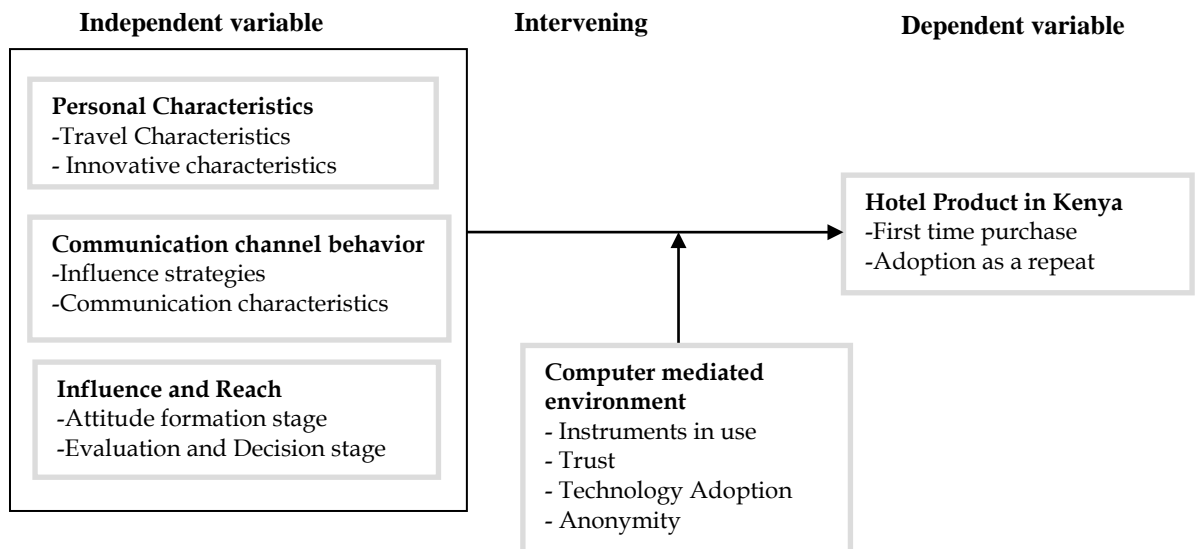 Independent variable
Intervening
Dependent variable
Personal Characteristics
-Travel Characteristics
- Innovative characteristics
Communication channel behavior
-Influence strategies
-Communication characteristics
Influence and Reach
-Attitude formation stage
-Evaluation and Decision stage
Computer mediated
environment
- Instruments in use
- Trust
- Technology Adoption
- Anonymity
Hotel Product in Kenya
-First time purchase
-Adoption as a repeat